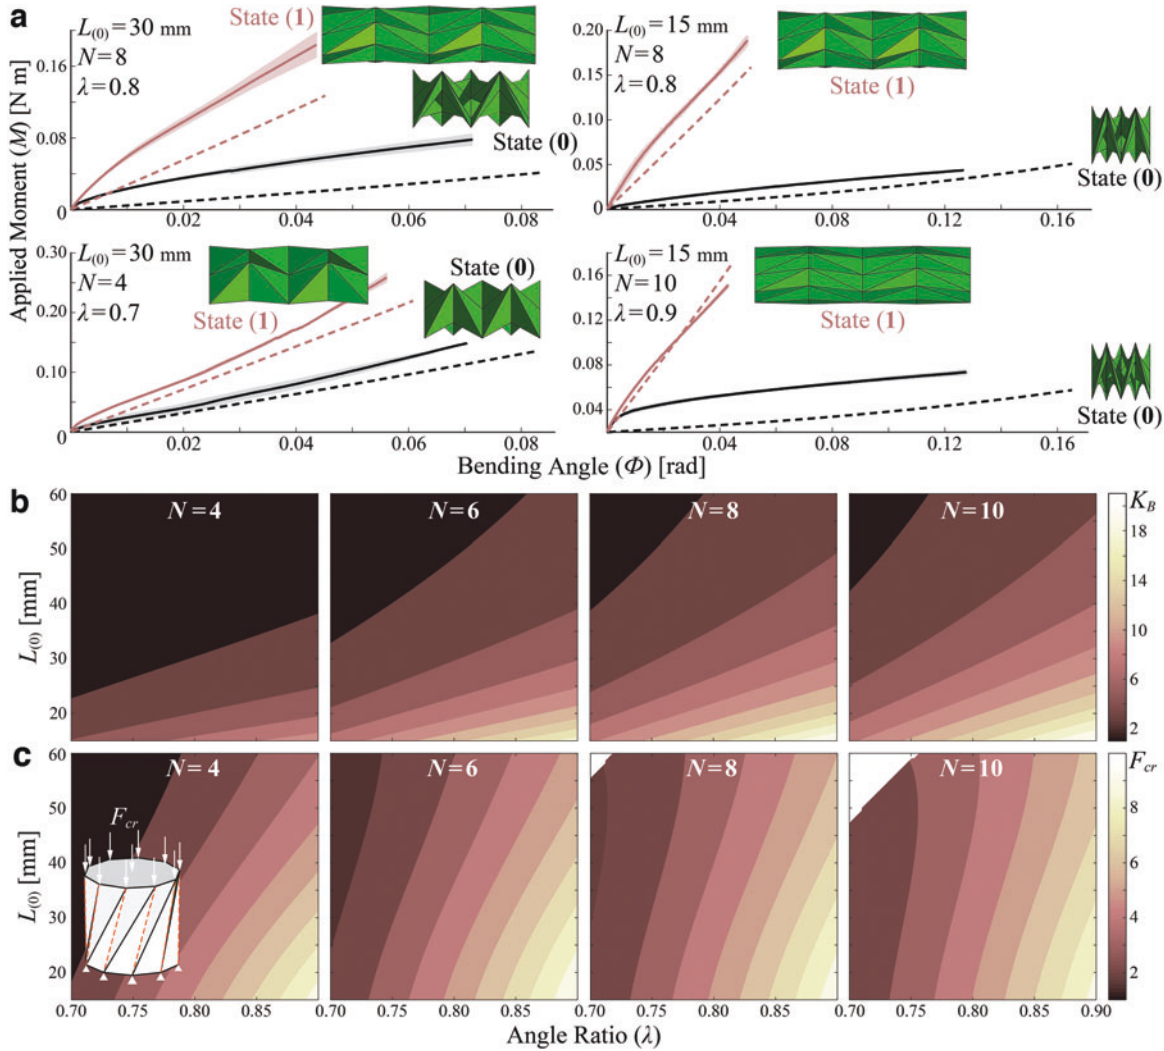 a
Applied Moment (M) [N m]
L(0)=30 mm
N=8
λ=0.8
State (1)
State (0)
0.16
0.08
0
0.02
0.04
0.06
0.08
L(0)=15 mm
N=8
λ=0.8
State (1)
State (0)
0.20
0.15
0.10
0.05
0
0.04
0.08
0.12
0.16
L(0)=30 mm
N=4
λ=0.7
State (1)
State (0)
0.30
0.20
0.10
0
0
0.02
0.04
0.06
0.08
L(0)=15 mm
N=10
λ=0.9
State (1)
State (0)
0.16
0.12
0.08
0.04
0.04
0.08
0.12
0.16
Bending Angle (Φ) [rad]
b
L(0) [mm]
60
50
40
30
20
N=4
N=6
N=8
N=10
KB
18
14
10
6
2
c
L(0) [mm]
60
50
40
30
20
N=4
Fcr
N=6
N=8
N=10
Fcr
8
6
4
2
0.70 0.75 0.80 0.85
0.70 0.75 0.80 0.85
0.70 0.75 0.80 0.85
0.70 0.75 0.80 0.85 0.90
Angle Ratio (λ)